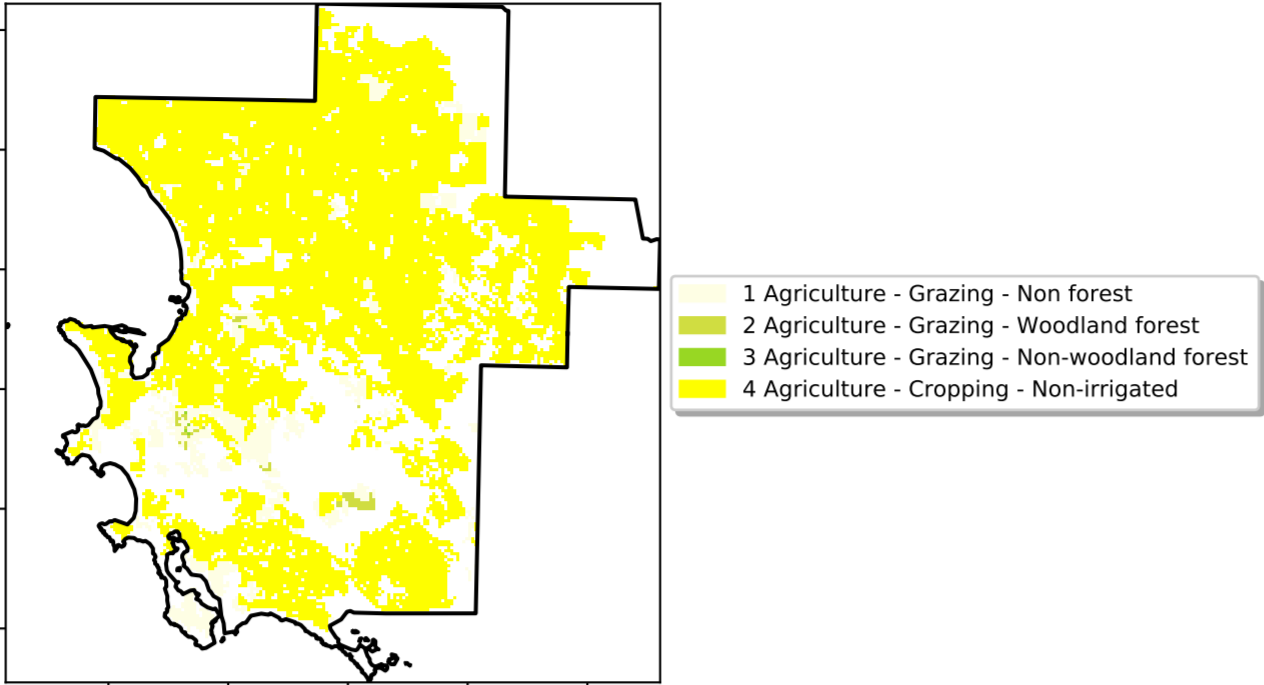 1 Agriculture - Grazing - Non forest
2 Agriculture - Grazing - Woodland forest
3 Agriculture - Grazing - Non-woodland forest
4 Agriculture - Cropping - Non-irrigated